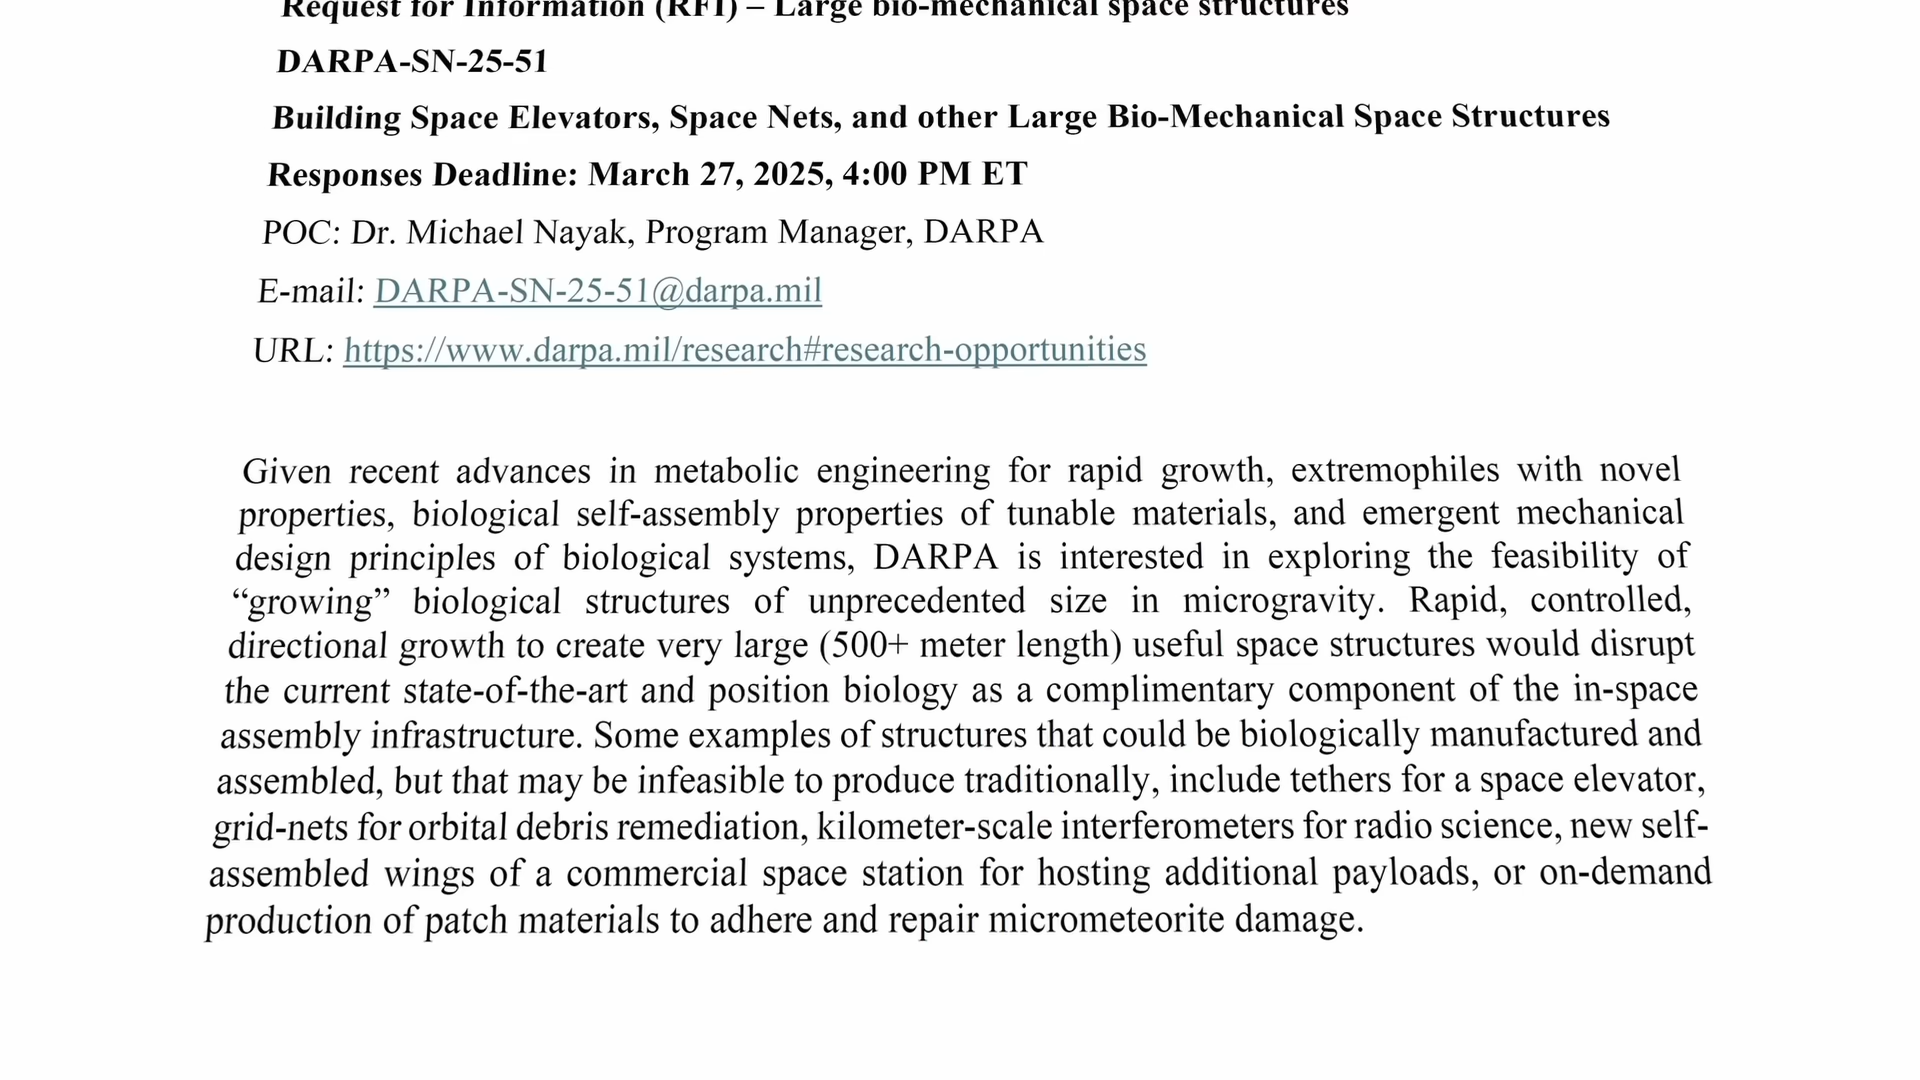 Request for Information (RFI) – Large bio-mechanical space structures
DARPA-SN-25-51
Building Space Elevators, Space Nets, and other Large Bio-Mechanical Space Structures
Responses Deadline: March 27, 2025, 4:00 PM ET
POC: Dr. Michael Nayak, Program Manager, DARPA
E-mail: DARPA-SN-25-51@darpa.mil
URL: https://www.darpa.mil/research#research-opportunities
Given recent advances in metabolic engineering for rapid growth, extremophiles with novel
properties, biological self-assembly properties of tunable materials, and emergent mechanical
design principles of biological systems, DARPA is interested in exploring the feasibility of
“growing” biological structures of unprecedented size in microgravity. Rapid, controlled,
directional growth to create very large (500+ meter length) useful space structures would disrupt
the current state-of-the-art and position biology as a complimentary component of the in-space
assembly infrastructure. Some examples of structures that could be biologically manufactured and
assembled, but that may be infeasible to produce traditionally, include tethers for a space elevator,
grid-nets for orbital debris remediation, kilometer-scale interferometers for radio science, new self-
assembled wings of a commercial space station for hosting additional payloads, or on-demand
production of patch materials to adhere and repair micrometeorite damage.